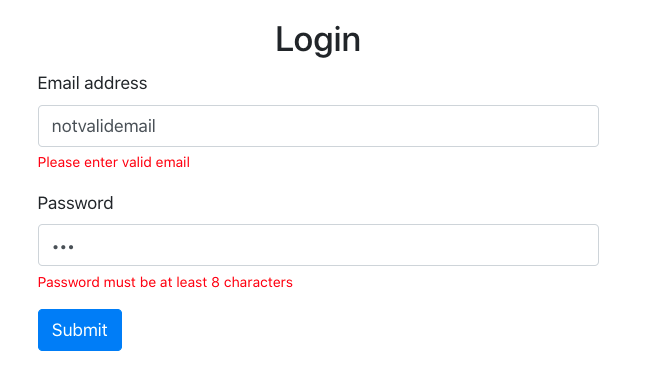 Login
Email address
notvalidemail
Please enter valid email
Password
•••
Password must be at least 8 characters
Submit